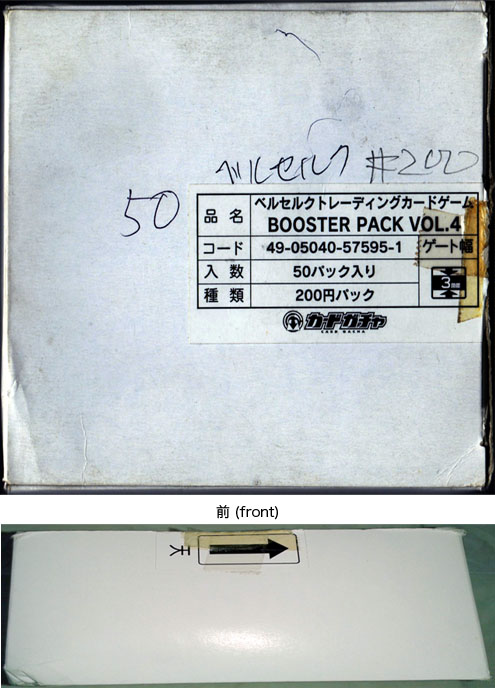 ベルセルク #200
50
品名 ベルセルクトレーディングカードゲーム
BOOSTER PACK VOL.4
コード 49-05040-57595-1 ゲート幅
入数 50パック入り
3mm
種類 200円パック
カードガチャ
CARD GACHA
前 (front)
天